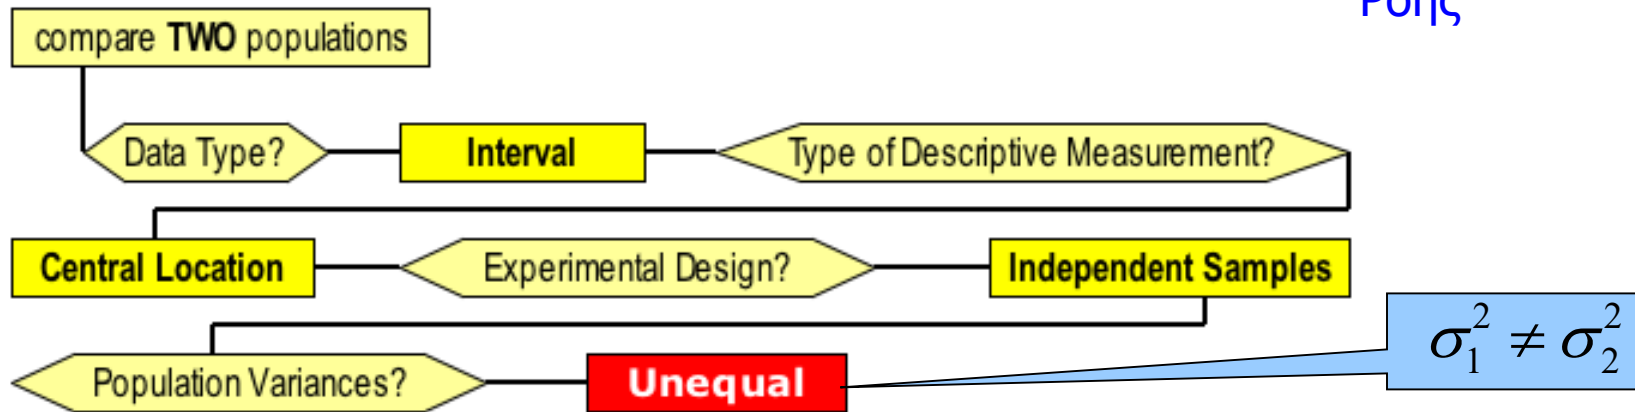 Ροής
compare TWO populations
Data Type?
Interval
Type of Descriptive Measurement?
Central Location
Experimental Design?
Independent Samples
Population Variances?
Unequal
σ₁² ≠ σ₂²